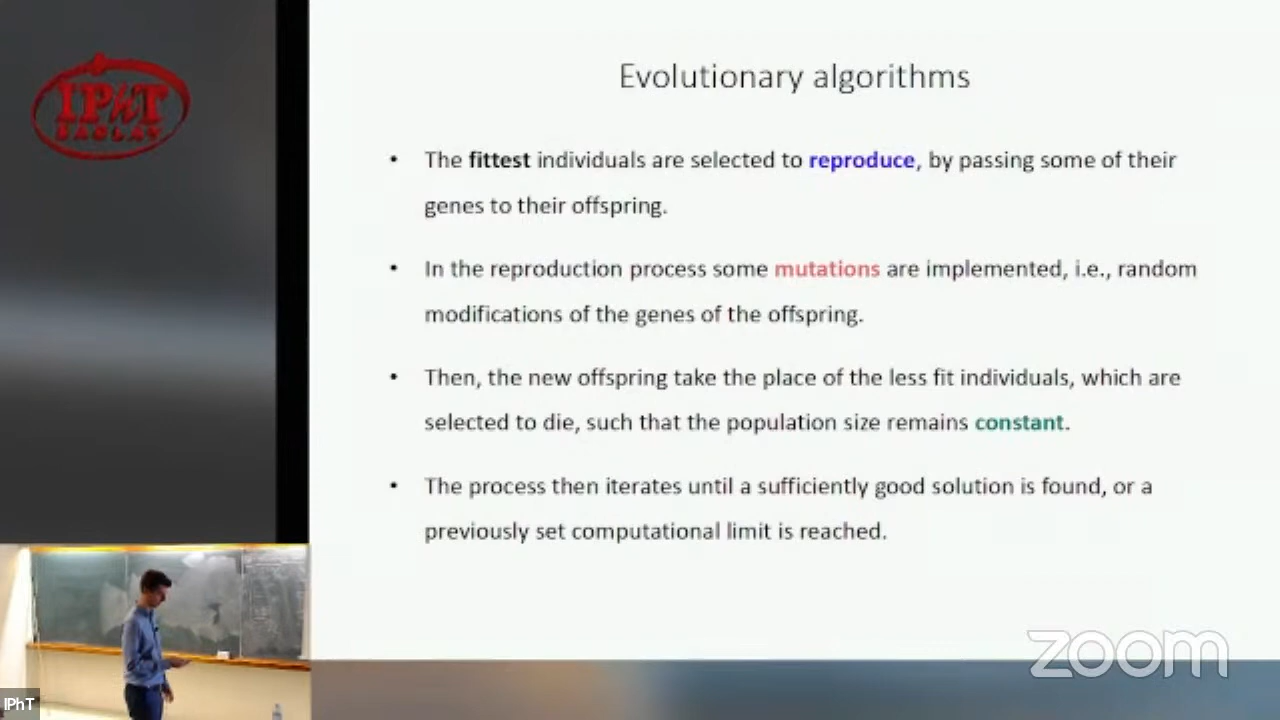 IPhT
SACLAY
Evolutionary algorithms
• The fittest individuals are selected to reproduce, by passing some of their
genes to their offspring.
• In the reproduction process some mutations are implemented, i.e., random
modifications of the genes of the offspring.
• Then, the new offspring take the place of the less fit individuals, which are
selected to die, such that the population size remains constant.
• The process then iterates until a sufficiently good solution is found, or a
previously set computational limit is reached.
zoom
IPhT